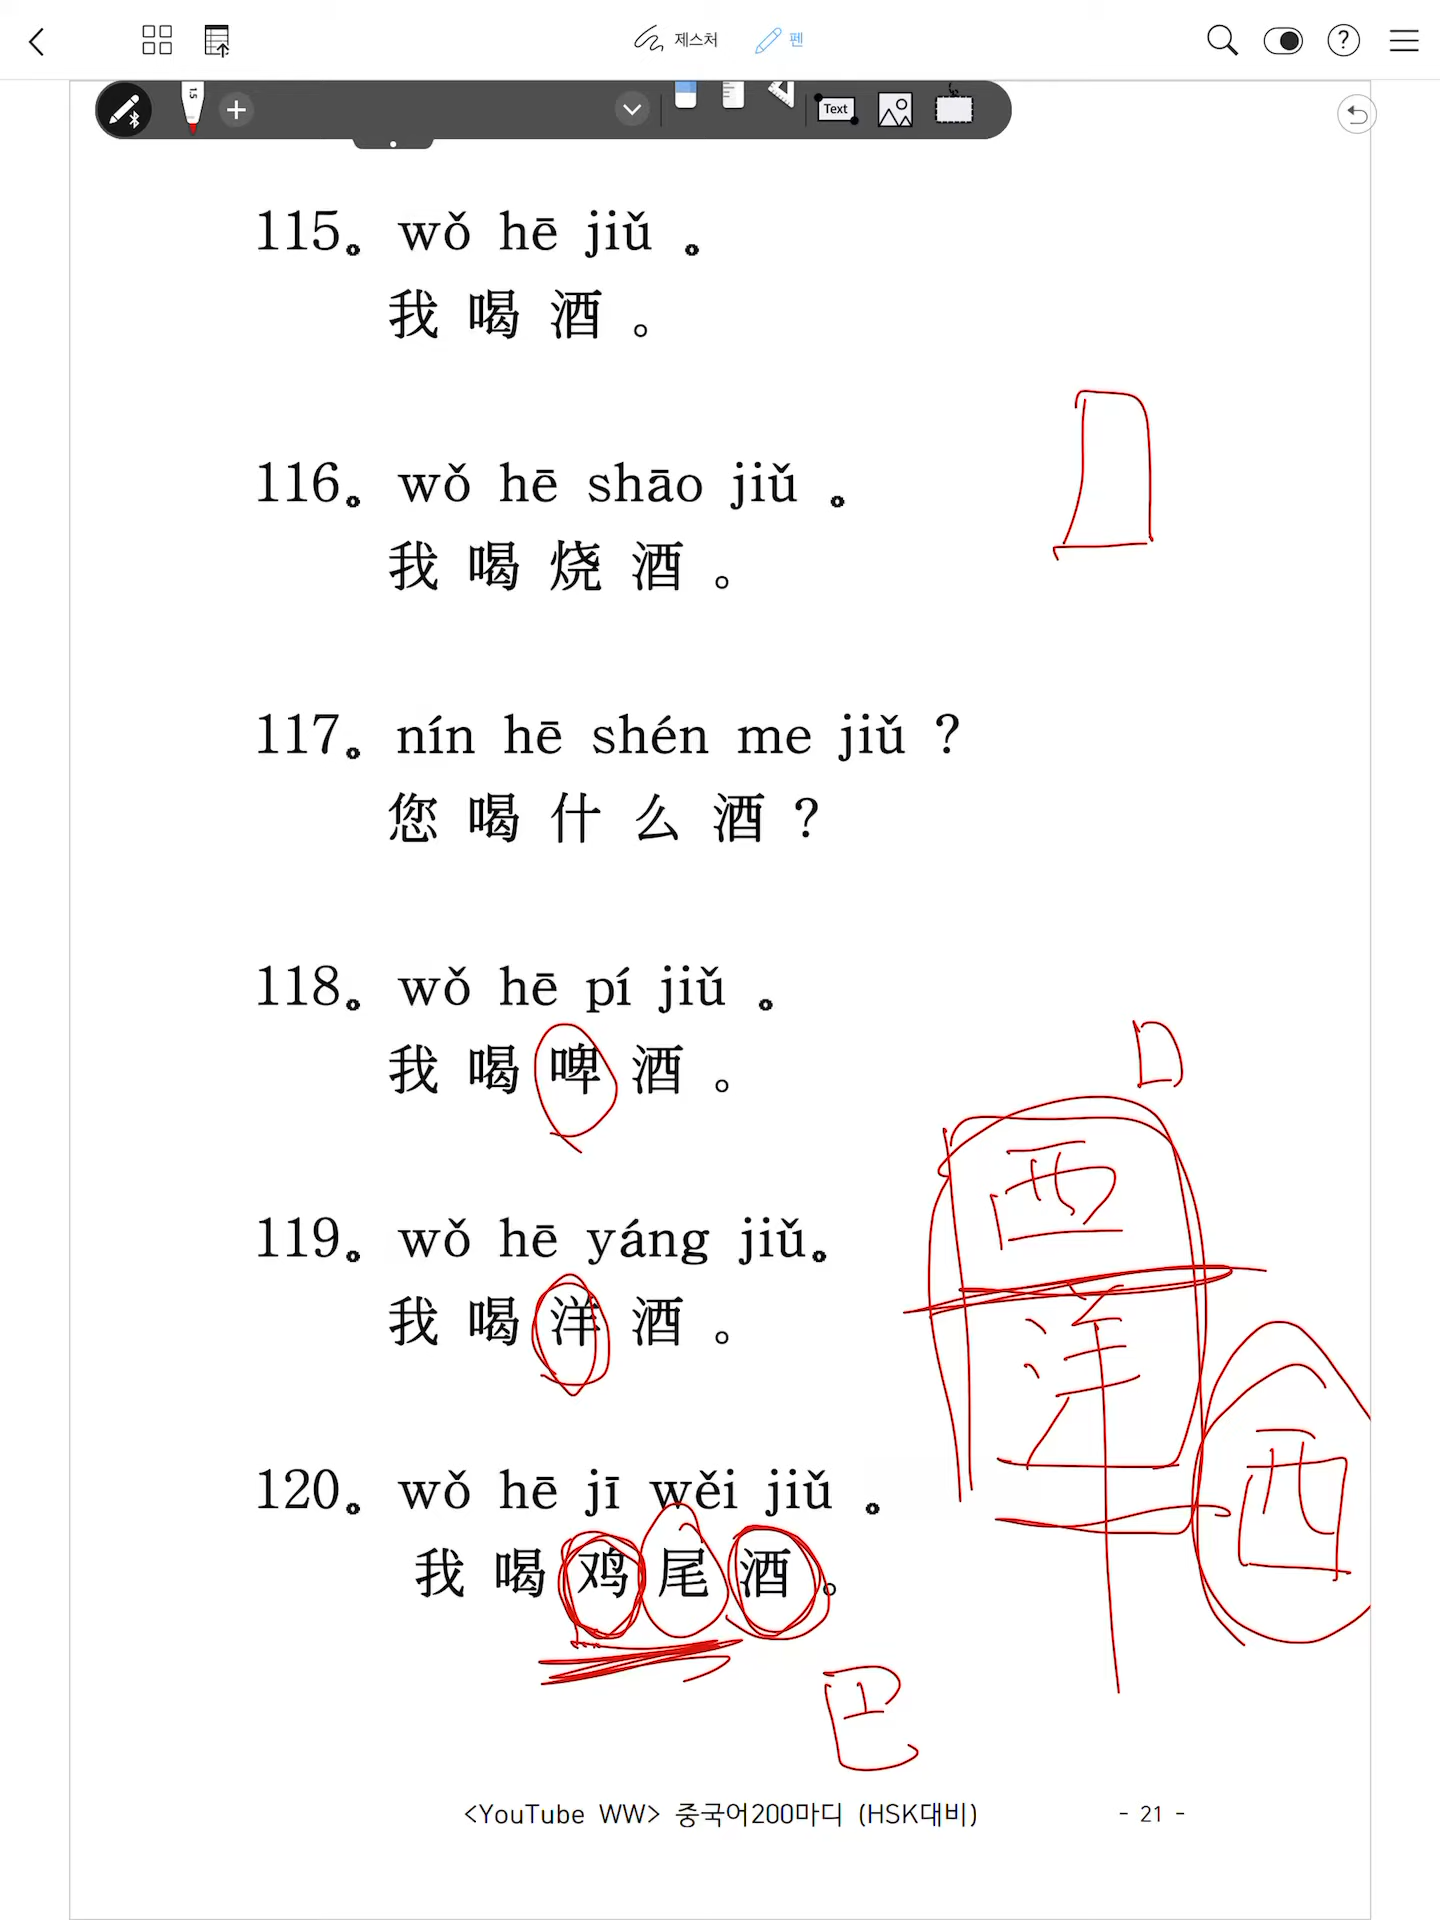 제스처 펜
1.5
Text
115。 wǒ hē jiǔ 。
我 喝 酒 。
116。 wǒ hē shāo jiǔ 。
我 喝 烧 酒 。
117。 nín hē shén me jiǔ ?
您 喝 什 么 酒 ?
118。 wǒ hē pí jiǔ 。
我 喝 啤 酒 。
119。 wǒ hē yáng jiǔ。
我 喝 洋 酒 。
西
洋
西
120。 wǒ hē jī wěi jiǔ 。
我 喝 鸡 尾 酒 。
巴
<YouTube WW> 중국어200마디 (HSK대비)
- 21 -